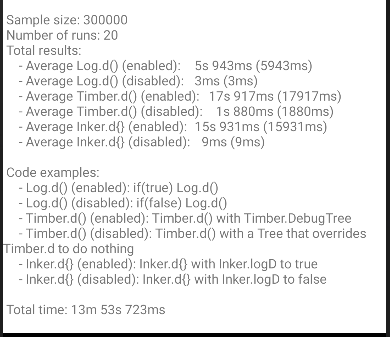 Sample size: 300000
Number of runs: 20
Total results:
- Average Log.d() (enabled): 5s 943ms (5943ms)
- Average Log.d() (disabled): 3ms (3ms)
- Average Timber.d() (enabled): 17s 917ms (17917ms)
- Average Timber.d() (disabled): 1s 880ms (1880ms)
- Average Inker.d{} (enabled): 15s 931ms (15931ms)
- Average Inker.d{} (disabled): 9ms (9ms)
Code examples:
- Log.d() (enabled): if(true) Log.d()
- Log.d() (disabled): if(false) Log.d()
- Timber.d() (enabled): Timber.d() with Timber.DebugTree
- Timber.d() (disabled): Timber.d() with a Tree that overrides
Timber.d to do nothing
- Inker.d{} (enabled): Inker.d{} with Inker.logD to true
- Inker.d{} (disabled): Inker.d{} with Inker.logD to false
Total time: 13m 53s 723ms